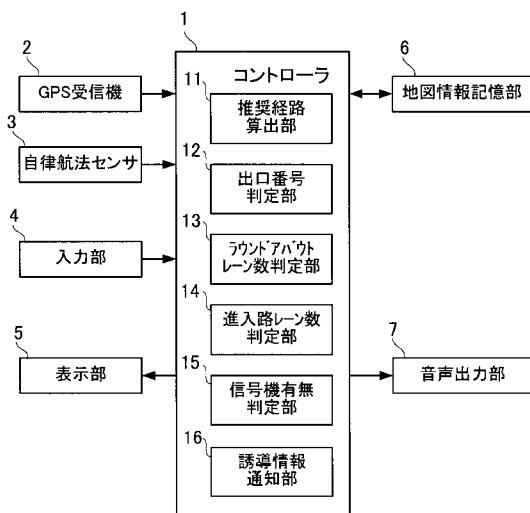 1
コントローラ
2
GPS受信機
3
自律航法センサ
4
入力部
5
表示部
11
推奨経路
算出部
12
出口番号
判定部
13
ラウンドアバウト
レーン数判定部
14
進入路レーン数
判定部
15
信号機有無
判定部
16
誘導情報
通知部
6
地図情報記憶部
7
音声出力部